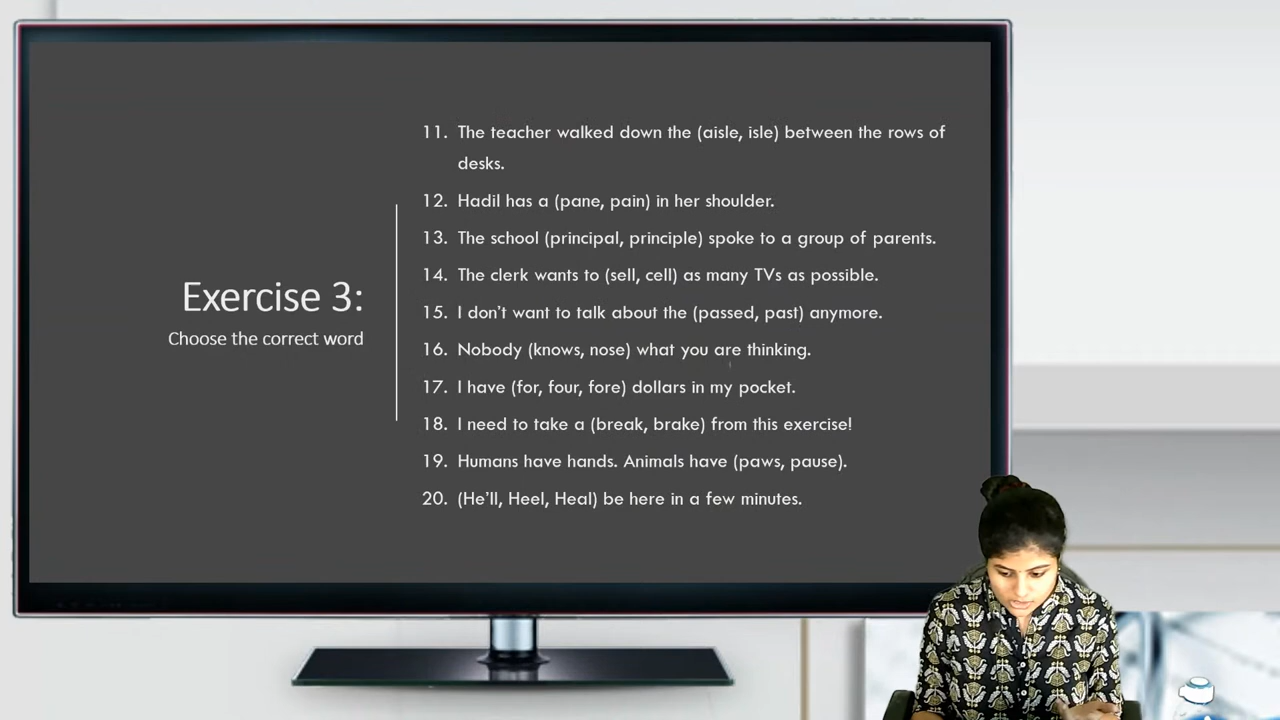 Exercise 3:
Choose the correct word
11. The teacher walked down the (aisle, isle) between the rows of
desks.
12. Hadil has a (pane, pain) in her shoulder.
13. The school (principal, principle) spoke to a group of parents.
14. The clerk wants to (sell, cell) as many TVs as possible.
15. I don't want to talk about the (passed, past) anymore.
16. Nobody (knows, nose) what you are thinking.
17. I have (for, four, fore) dollars in my pocket.
18. I need to take a (break, brake) from this exercise!
19. Humans have hands. Animals have (paws, pause).
20. (He'll, Heel, Heal) be here in a few minutes.